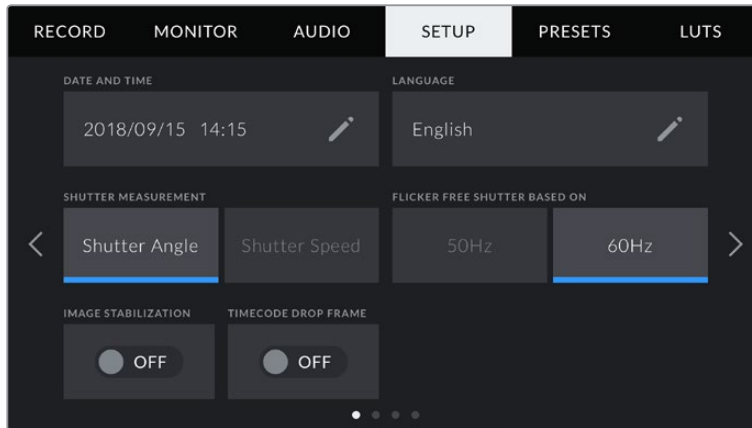 RECORD MONITOR AUDIO SETUP PRESETS LUTS
DATE AND TIME LANGUAGE
2018/09/15 14:15 English
SHUTTER MEASUREMENT FLICKER FREE SHUTTER BASED ON
Shutter Angle Shutter Speed 50Hz 60Hz
IMAGE STABILIZATION TIMECODE DROP FRAME
OFF OFF